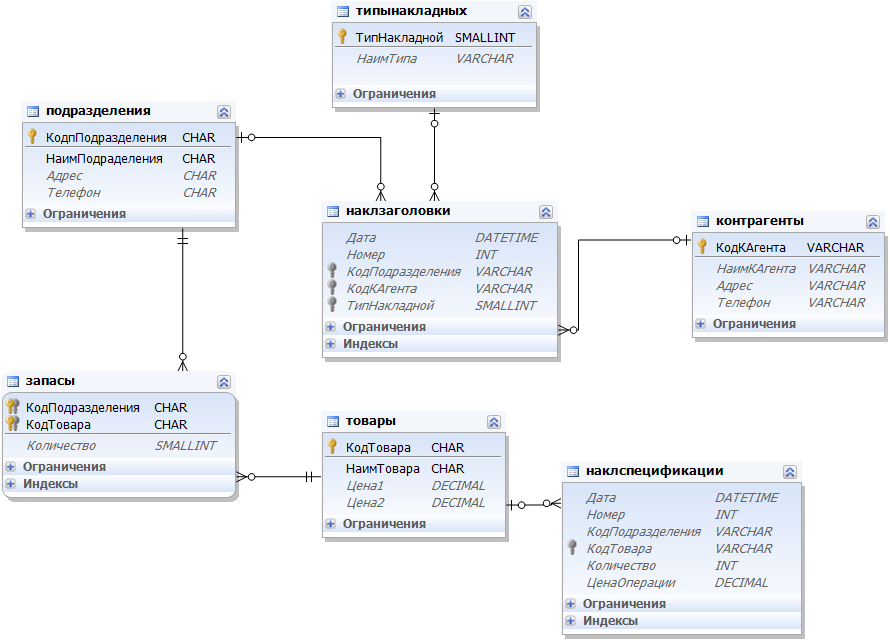 типынакладных
ТипНакладной SMALLINT
НаимТипа VARCHAR
Ограничения
подразделения
КодпПодразделения CHAR
НаимПодраделения CHAR
Адрес CHAR
Телефон CHAR
Ограничения
наклзаголовки
Дата DATETIME
Номер INT
КодПодразделения VARCHAR
КодКАгента VARCHAR
ТипНакладной SMALLINT
Ограничения
Индексы
контрагенты
КодКАгента VARCHAR
НаимКАгента VARCHAR
Адрес VARCHAR
Телефон VARCHAR
Ограничения
запасы
КодПодразделения CHAR
КодТовара CHAR
Количество SMALLINT
Ограничения
Индексы
товары
КодТовара CHAR
НаимТовара CHAR
Цена1 DECIMAL
Цена2 DECIMAL
Ограничения
наклспецификации
Дата DATETIME
Номер INT
КодПодразделения VARCHAR
КодТовара VARCHAR
Количество INT
ЦенаОперации DECIMAL
Ограничения
Индексы